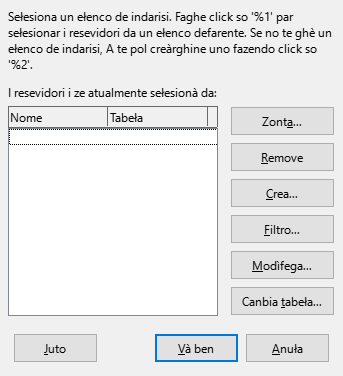 Sełesiona un ełenco de indarisi. Faghe click so '%1' par
sełesionar i resevidori da un ełenco defarente. Se no te ghè un
ełenco de indarisi, A te pol creàrghine uno fazendo click so
'%2'.
I resevidori i ze atualmente sełesionà da:
Nome Tabeła
Zonta...
Remove
Crea...
Filtro...
Modìfega...
Canbia tabeła...
Juto Và ben Anuła